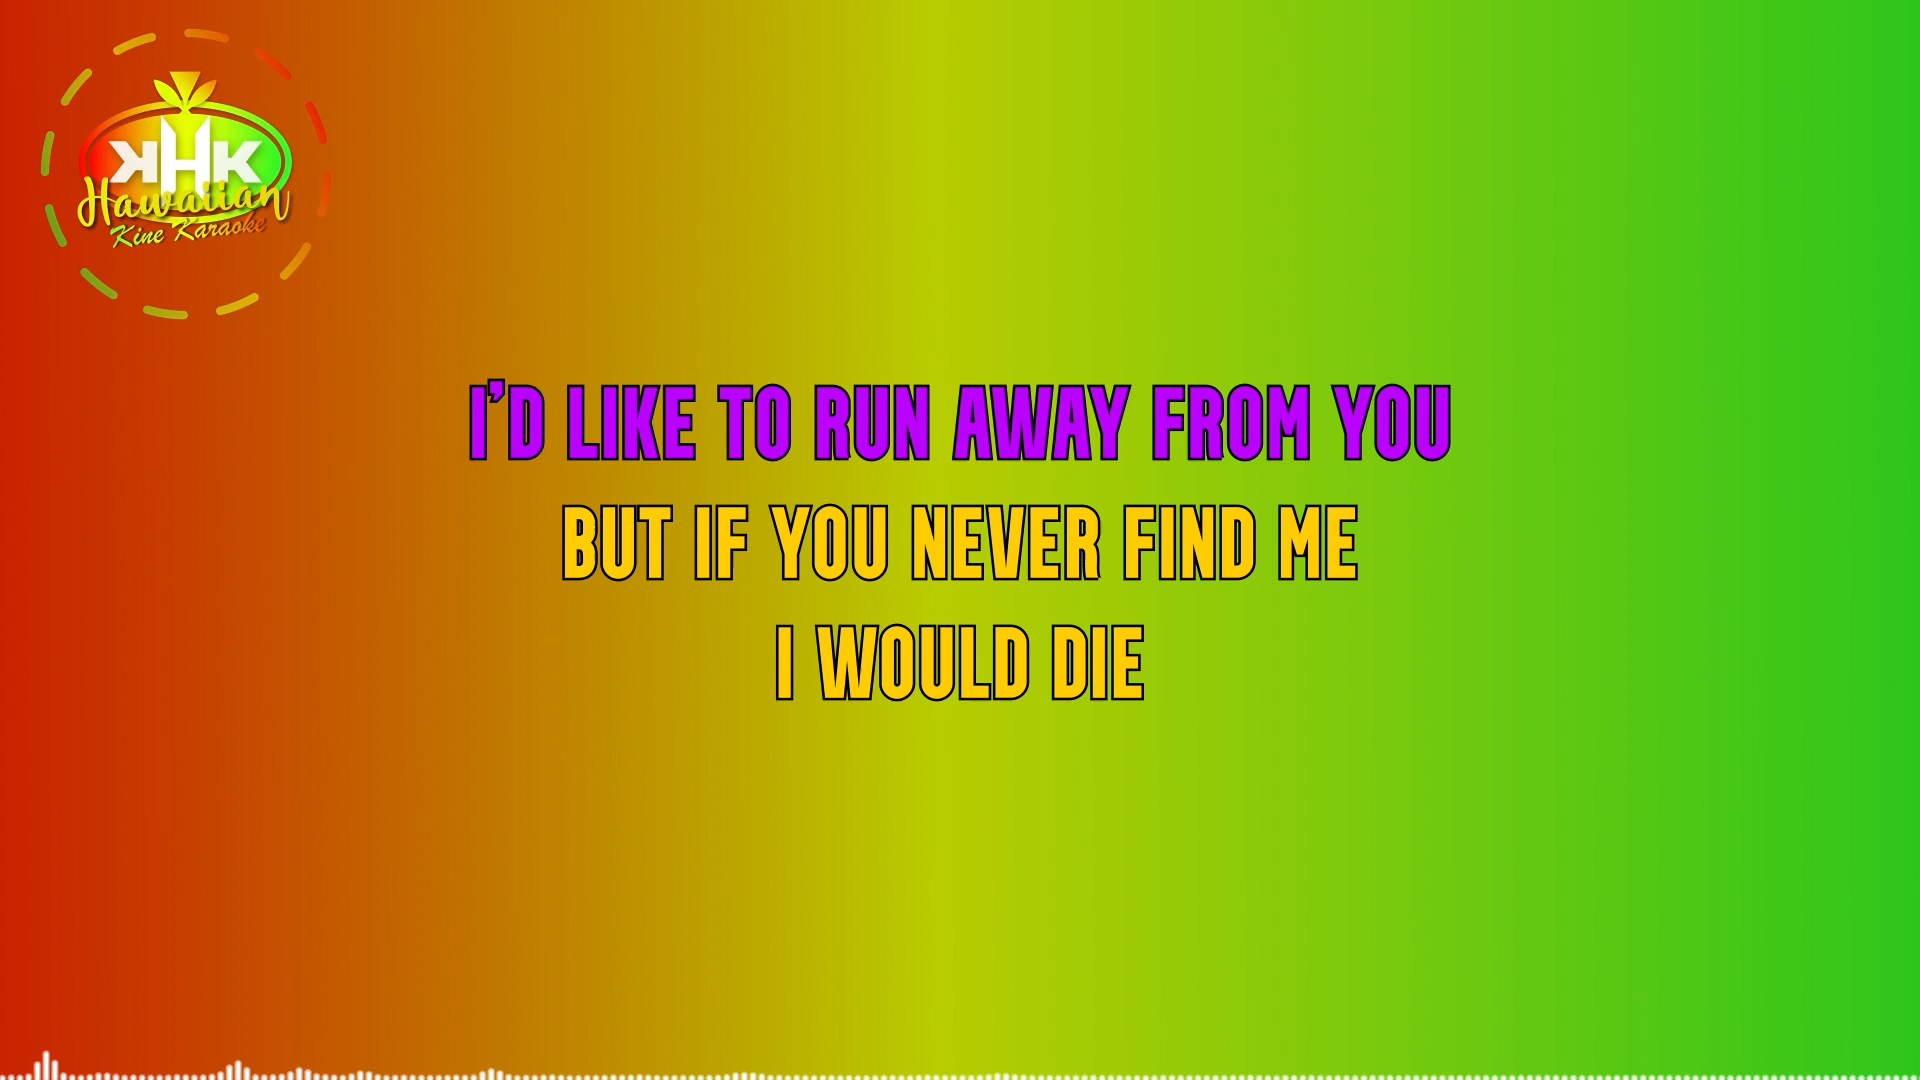 KHK
Hawaiian
Kine Karaoke
I'D LIKE TO RUN AWAY FROM YOU
BUT IF YOU NEVER FIND ME
I WOULD DIE